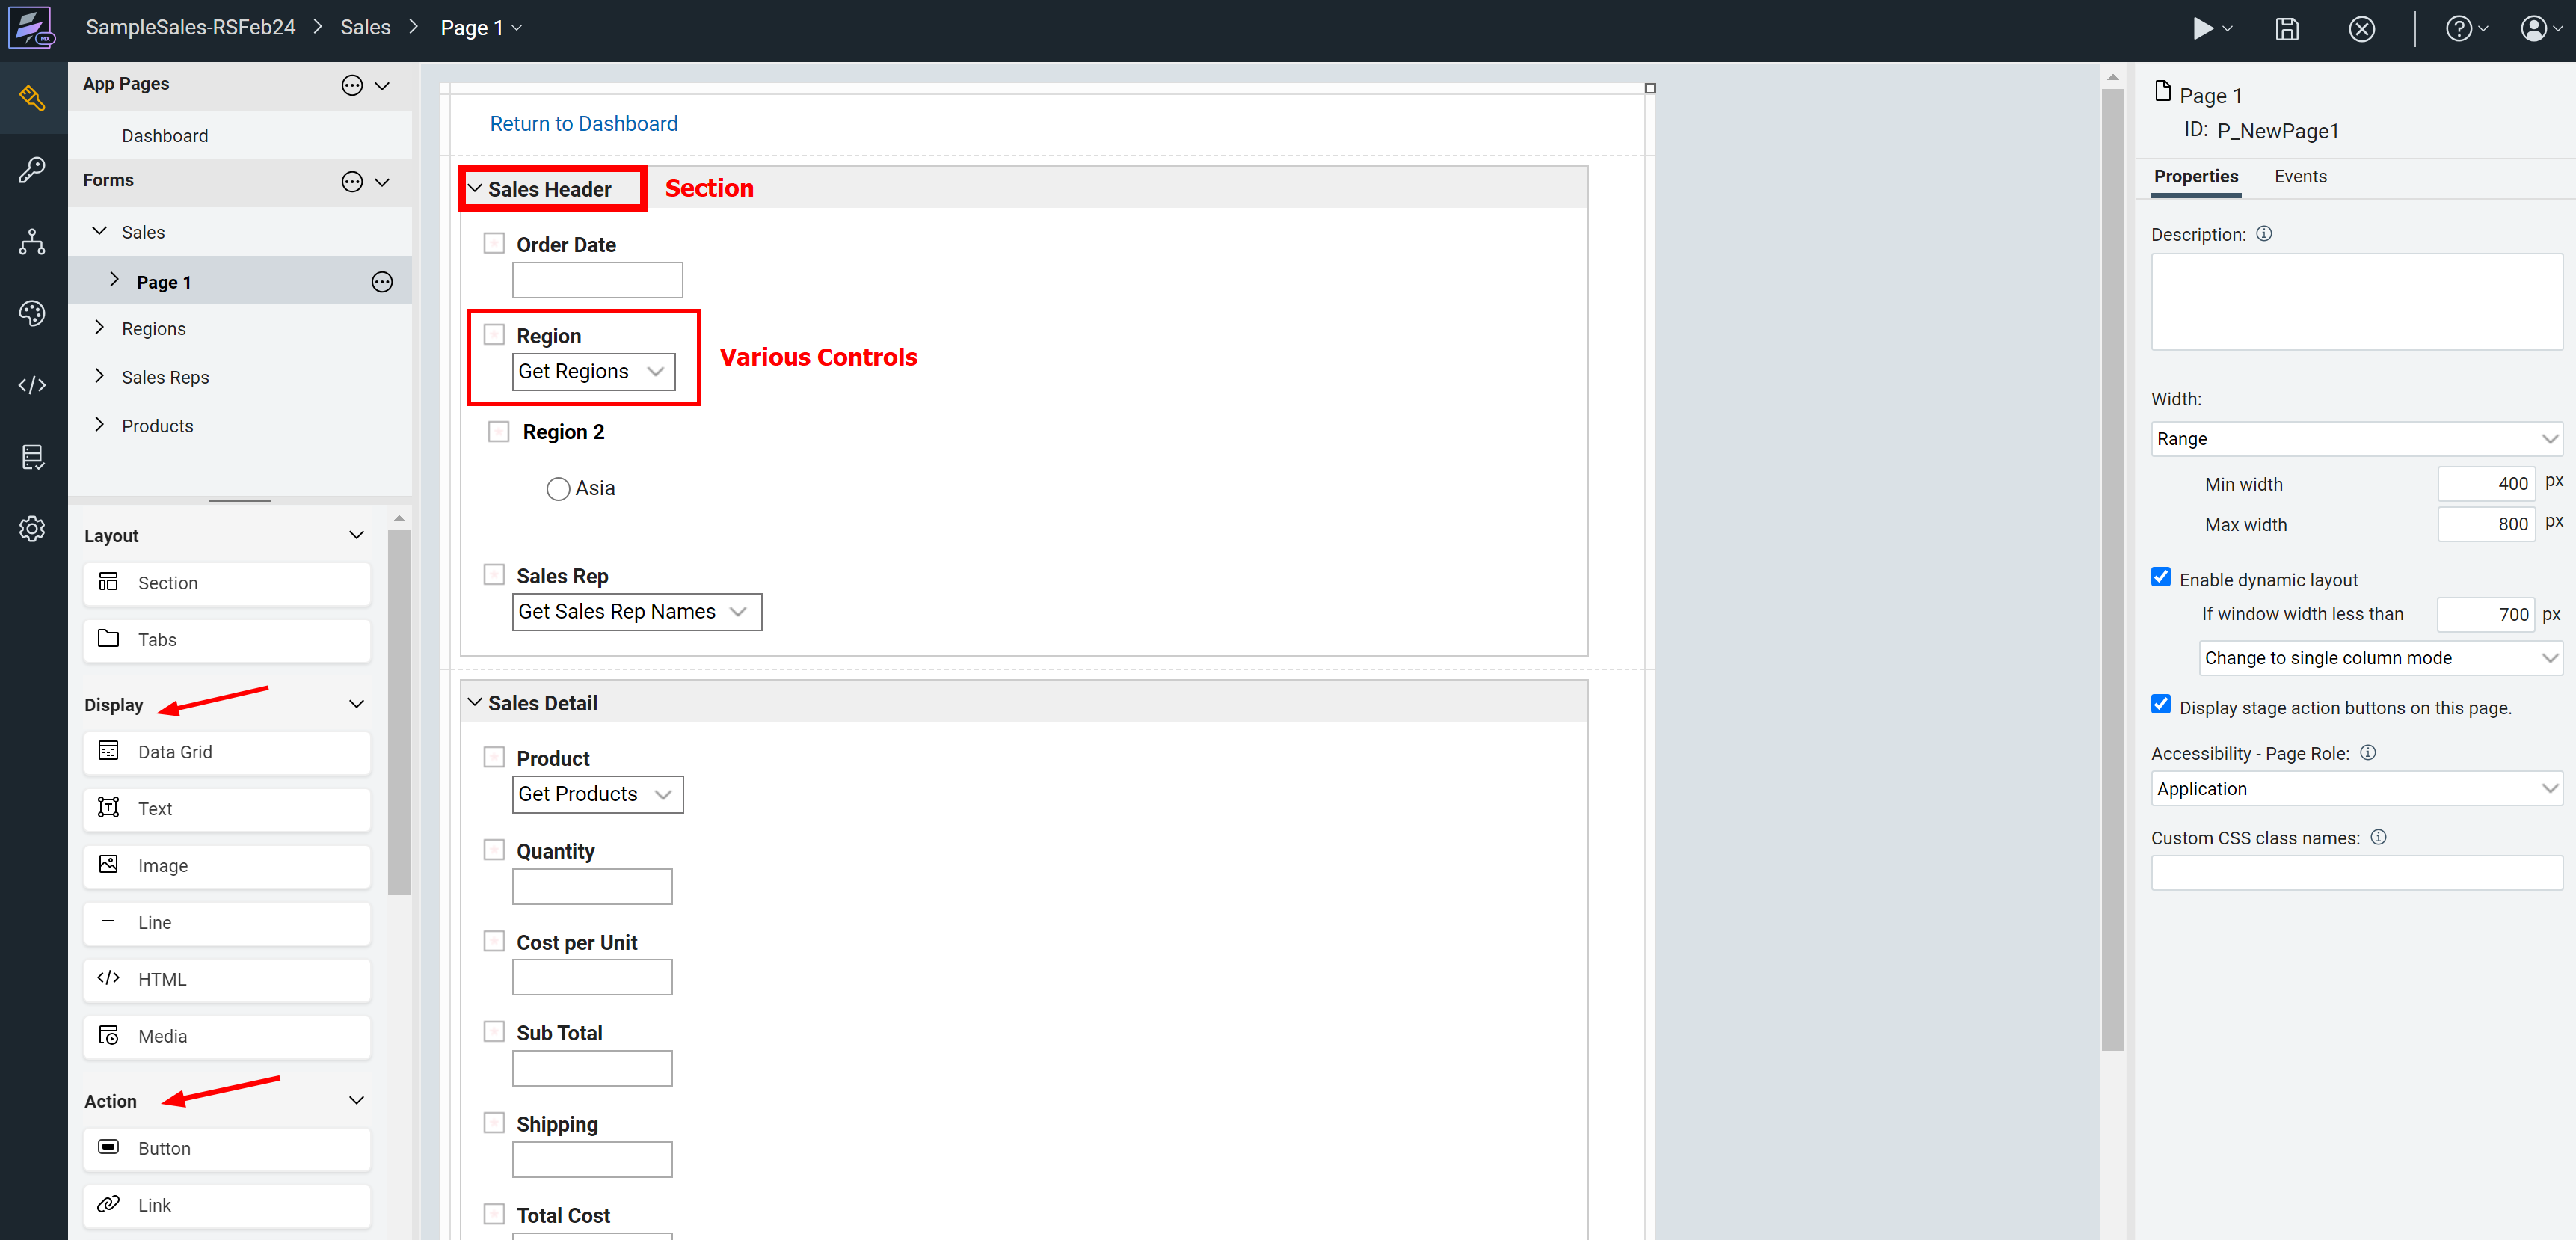 SampleSales-RSFeb24 > Sales > Page 1
App Pages
Dashboard
Forms
Sales
Page 1
Regions
Sales Reps
Products
Layout
Section
Tabs
Display
Data Grid
Text
Image
Line
HTML
Media
Action
Button
Link
Return to Dashboard
Sales Header
Section
Order Date
Region
Get Regions
Various Controls
Region 2
Asia
Sales Rep
Get Sales Rep Names
Sales Detail
Product
Get Products
Quantity
Cost per Unit
Sub Total
Shipping
Total Cost
Page 1
ID: P_NewPage1
Properties Events
Description:
Width:
Range
Min width 400 px
Max width 800 px
Enable dynamic layout
If window width less than 700 px
Change to single column mode
Display stage action buttons on this page.
Accessibility - Page Role:
Application
Custom CSS class names: